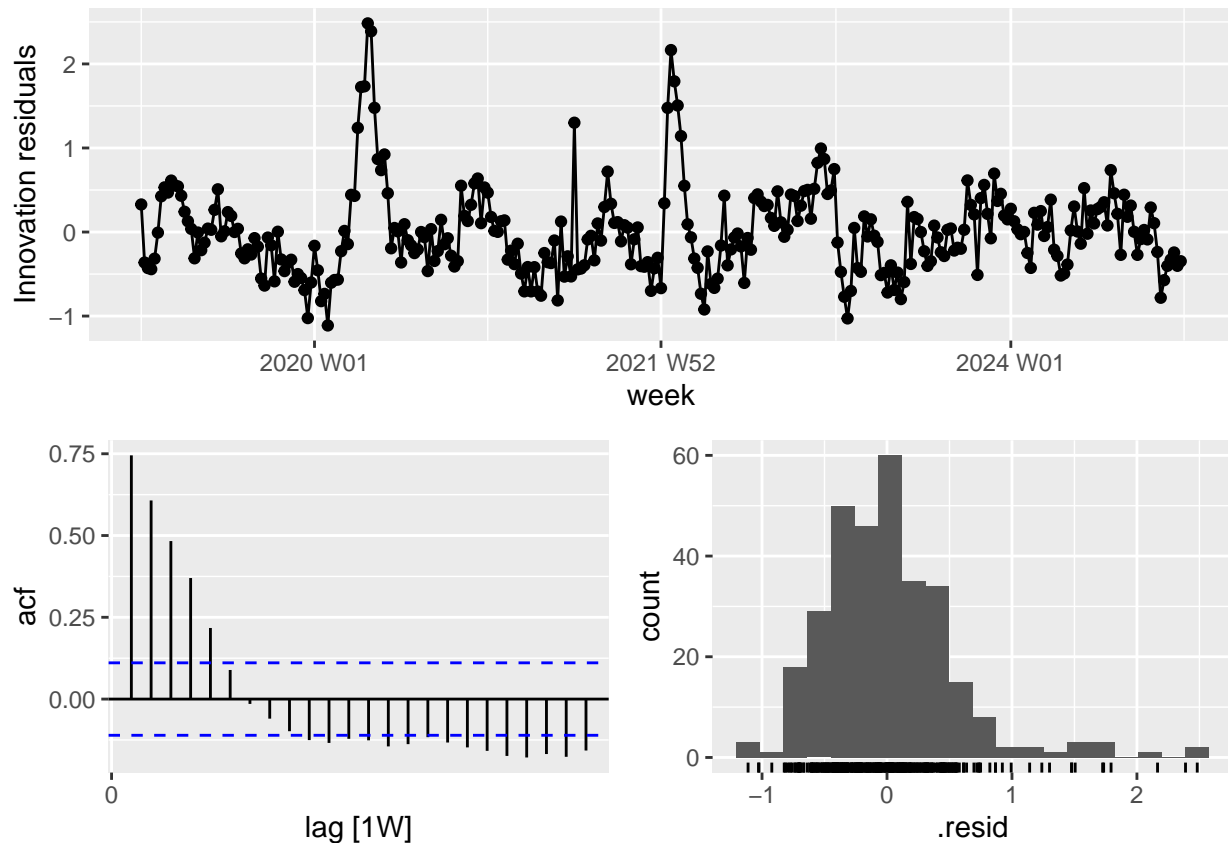 Innovation residuals
2
1
0
−1
2020 W01
2021 W52
2024 W01
week
acf
0.75
0.50
0.25
0.00
0
lag [1W]
count
60
40
20
0
−1
0
1
2
.resid